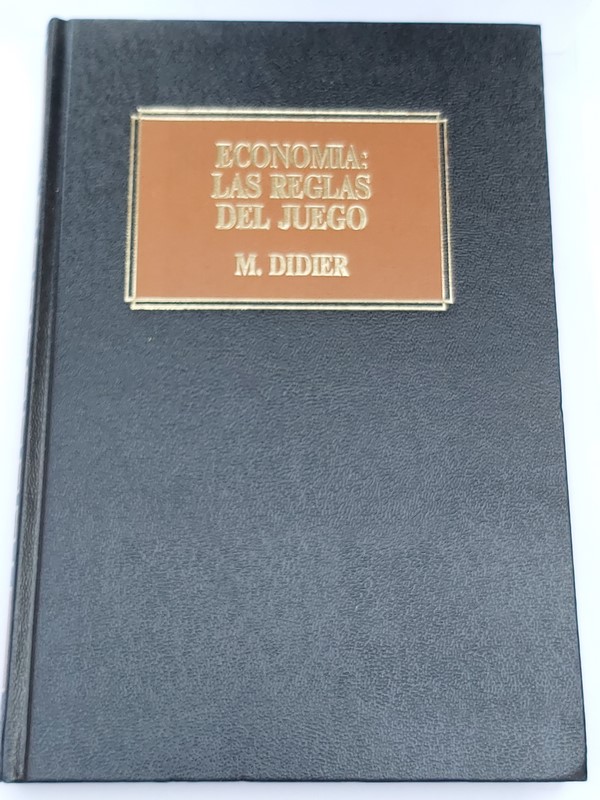 ECONOMIA:
LAS REGLAS
DEL JUEGO
M. DIDIER